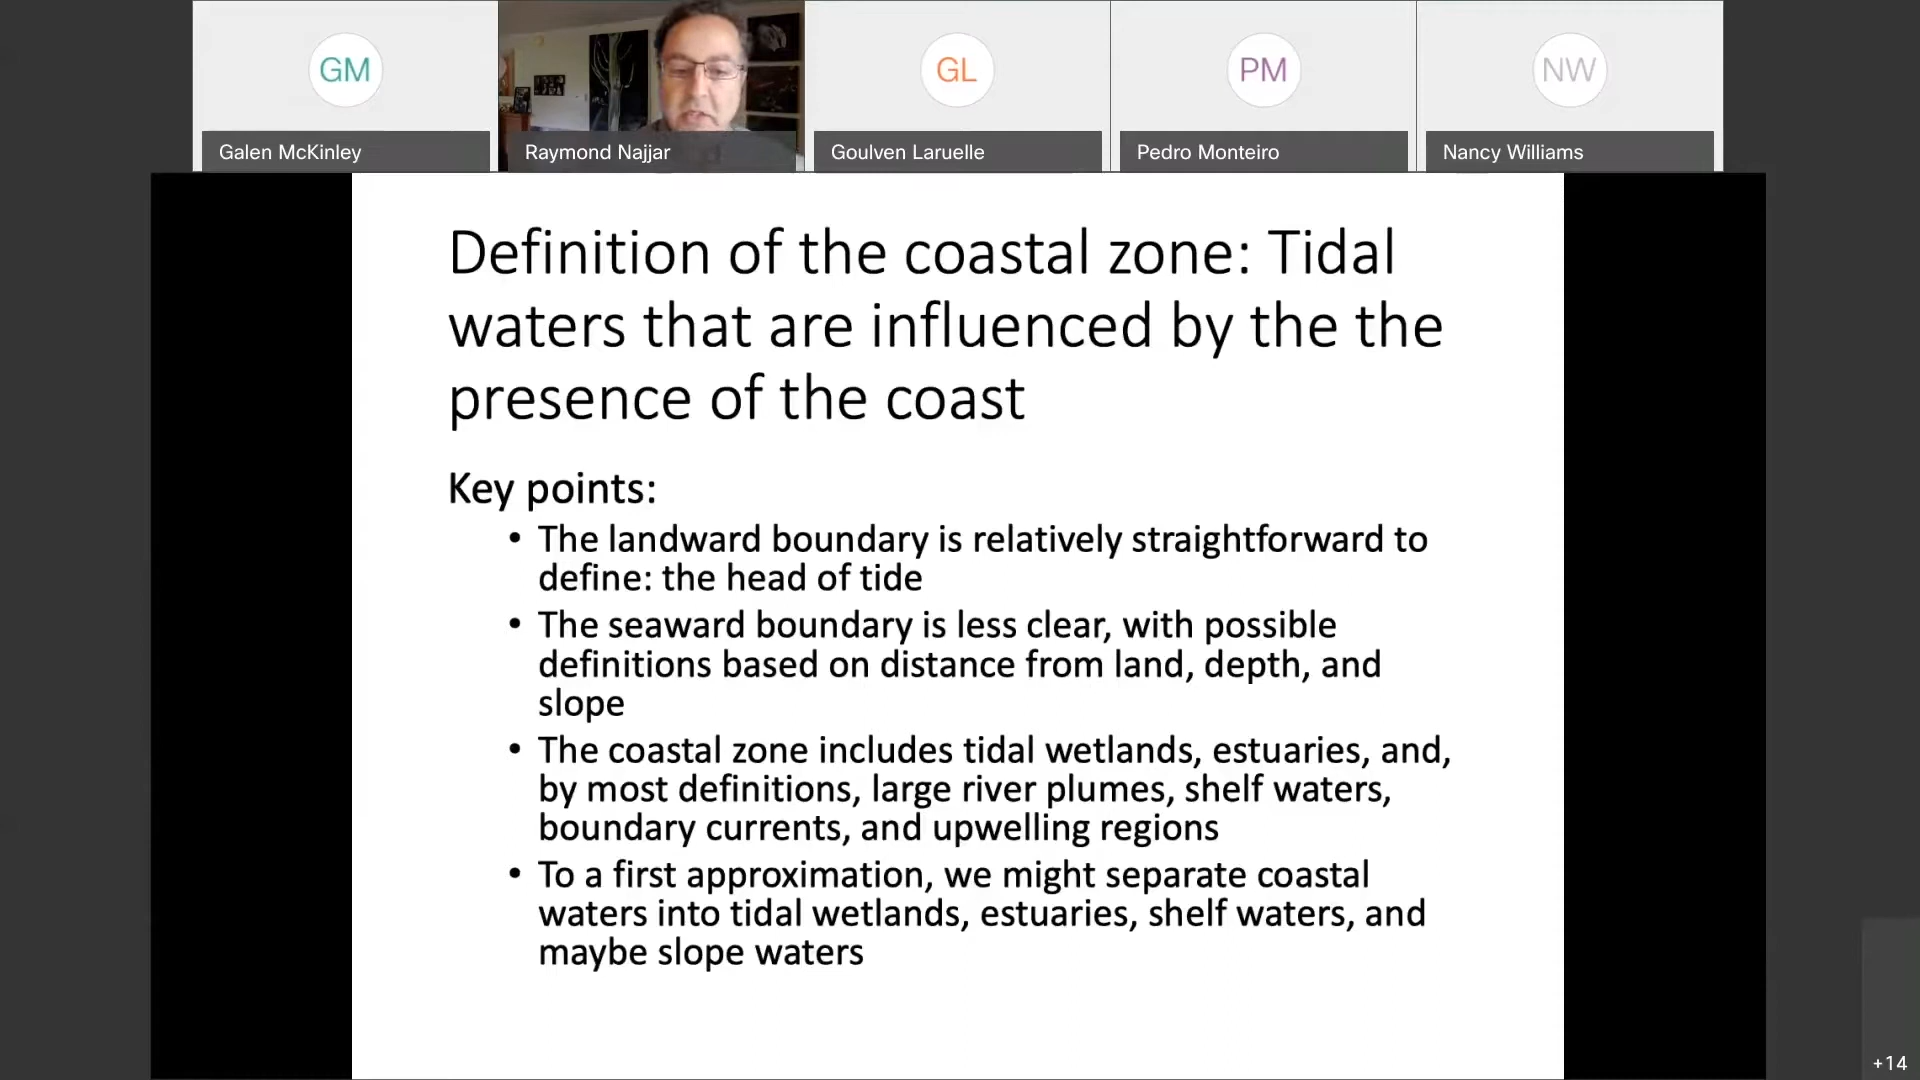 GM
GL
PM
NW
Galen McKinley
Raymond Najjar
Goulven Laruelle
Pedro Monteiro
Nancy Williams
Definition of the coastal zone: Tidal
waters that are influenced by the the
presence of the coast
Key points:
• The landward boundary is relatively straightforward to
define: the head of tide
• The seaward boundary is less clear, with possible
definitions based on distance from land, depth, and
slope
• The coastal zone includes tidal wetlands, estuaries, and,
by most definitions, large river plumes, shelf waters,
boundary currents, and upwelling regions
• To a first approximation, we might separate coastal
waters into tidal wetlands, estuaries, shelf waters, and
maybe slope waters
+14